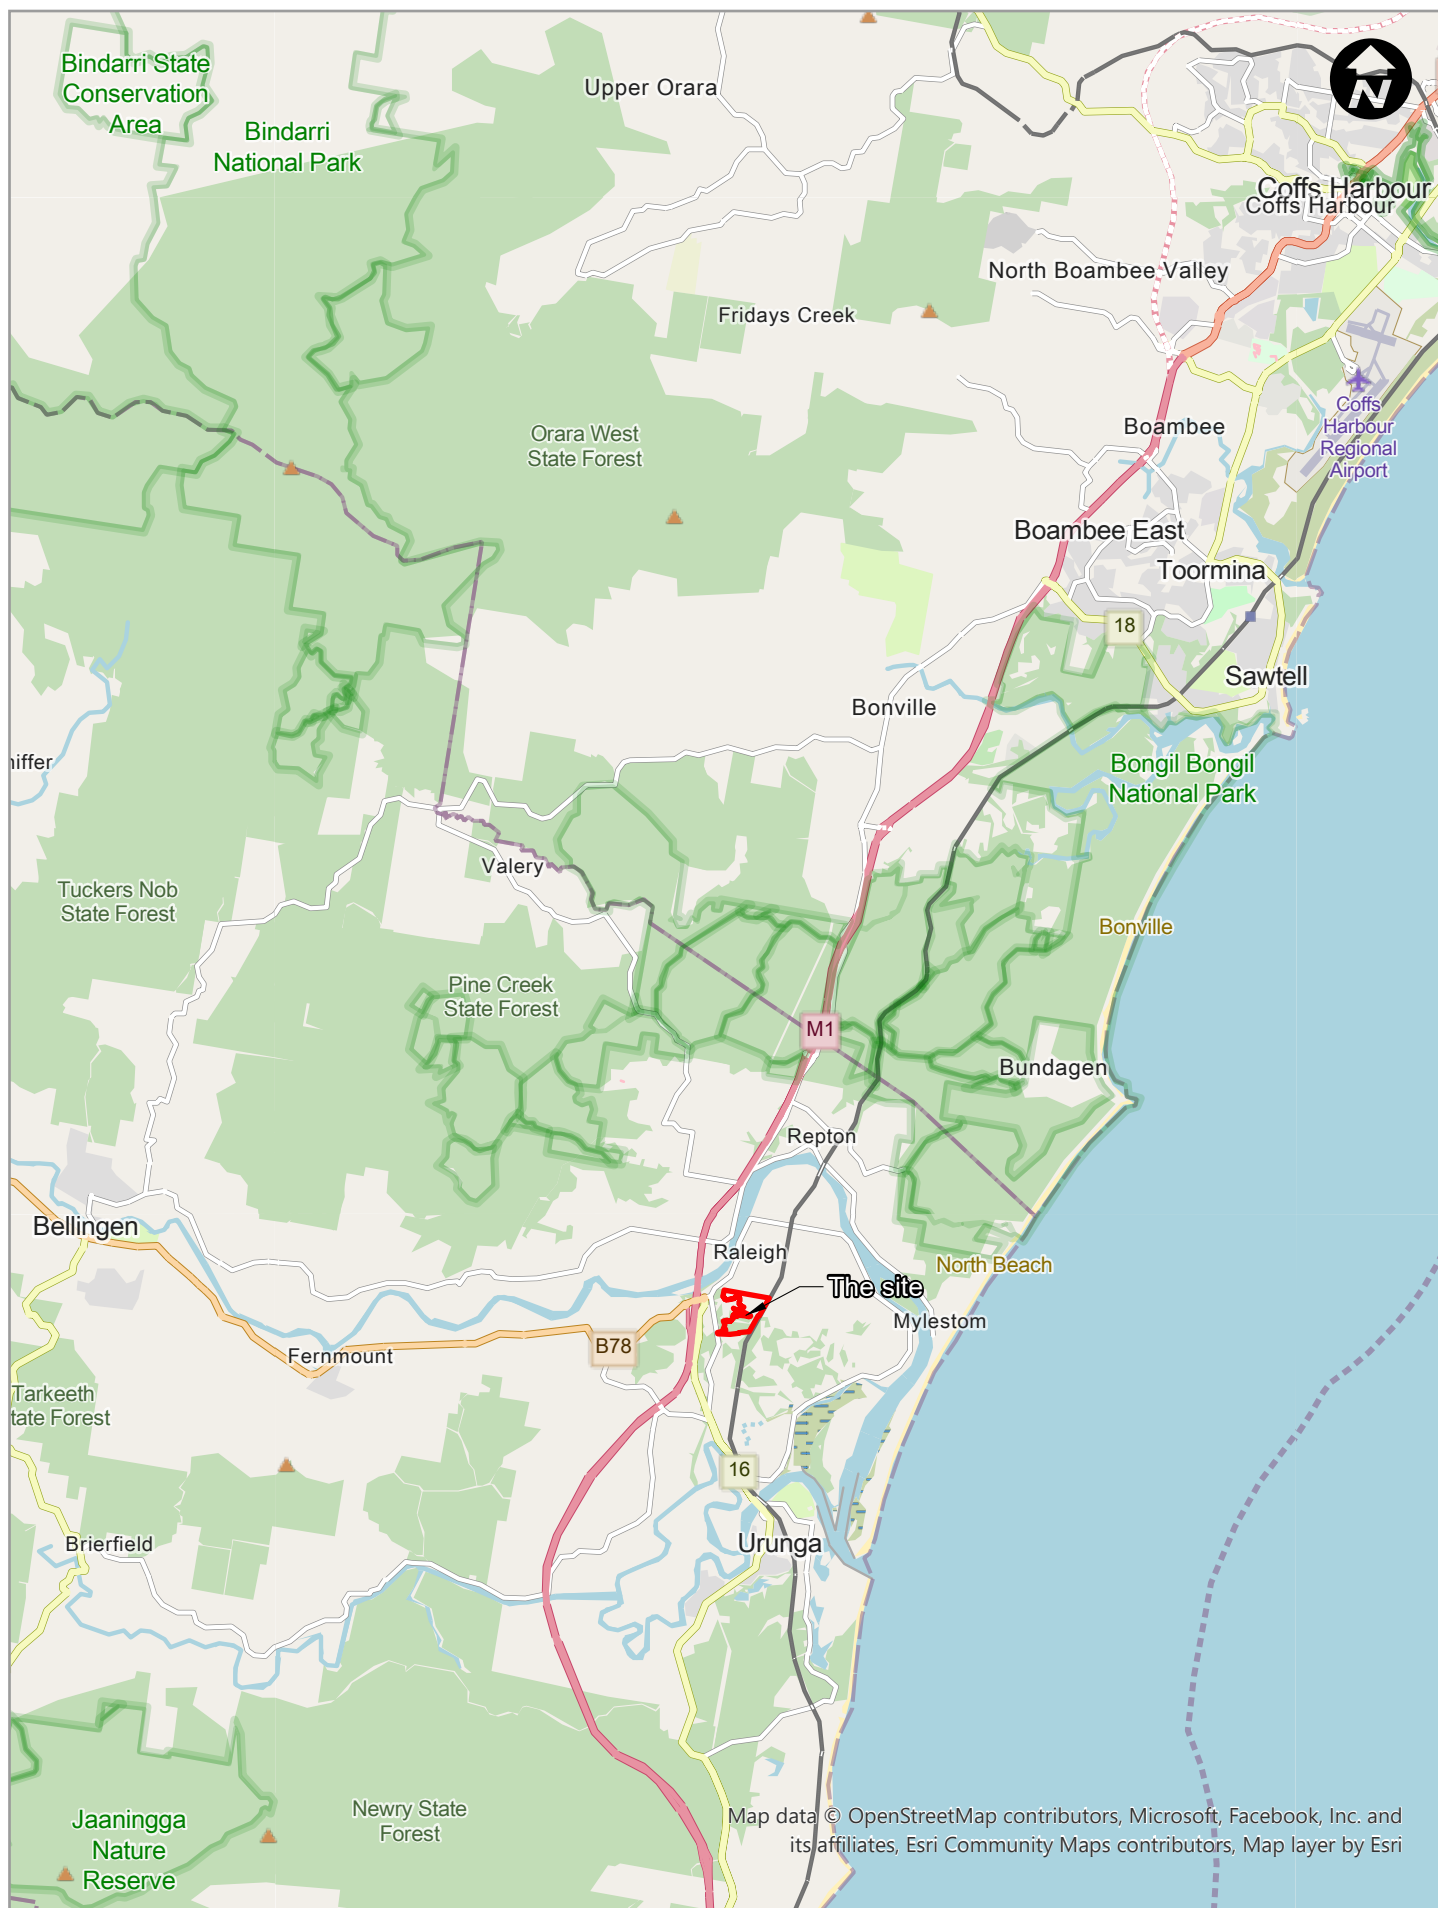 Bindarri State
Conservation
Area
Bindarri
National Park
Upper Orara
N
Coffs Harbour
Coffs Harbour
North Boambee Valley
Fridays Creek
Coffs
Harbour
Regional
Airport
Boambee
Orara West
State Forest
Boambee East
Toormina
18
Sawtell
Bonville
niffer
Bongil Bongil
National Park
Valery
Tuckers Nob
State Forest
Bonville
Pine Creek
State Forest
M1
Bundagen
Repton
Bellingen
Raleigh
North Beach
The site
Mylestom
B78
Fernmount
Tarkeeth
tate Forest
16
Brierfield
Urunga
Jaaningga
Nature
Reserve
Newry State
Forest
Map data © OpenStreetMap contributors, Microsoft, Facebook, Inc. and
its affiliates, Esri Community Maps contributors, Map layer by Esri